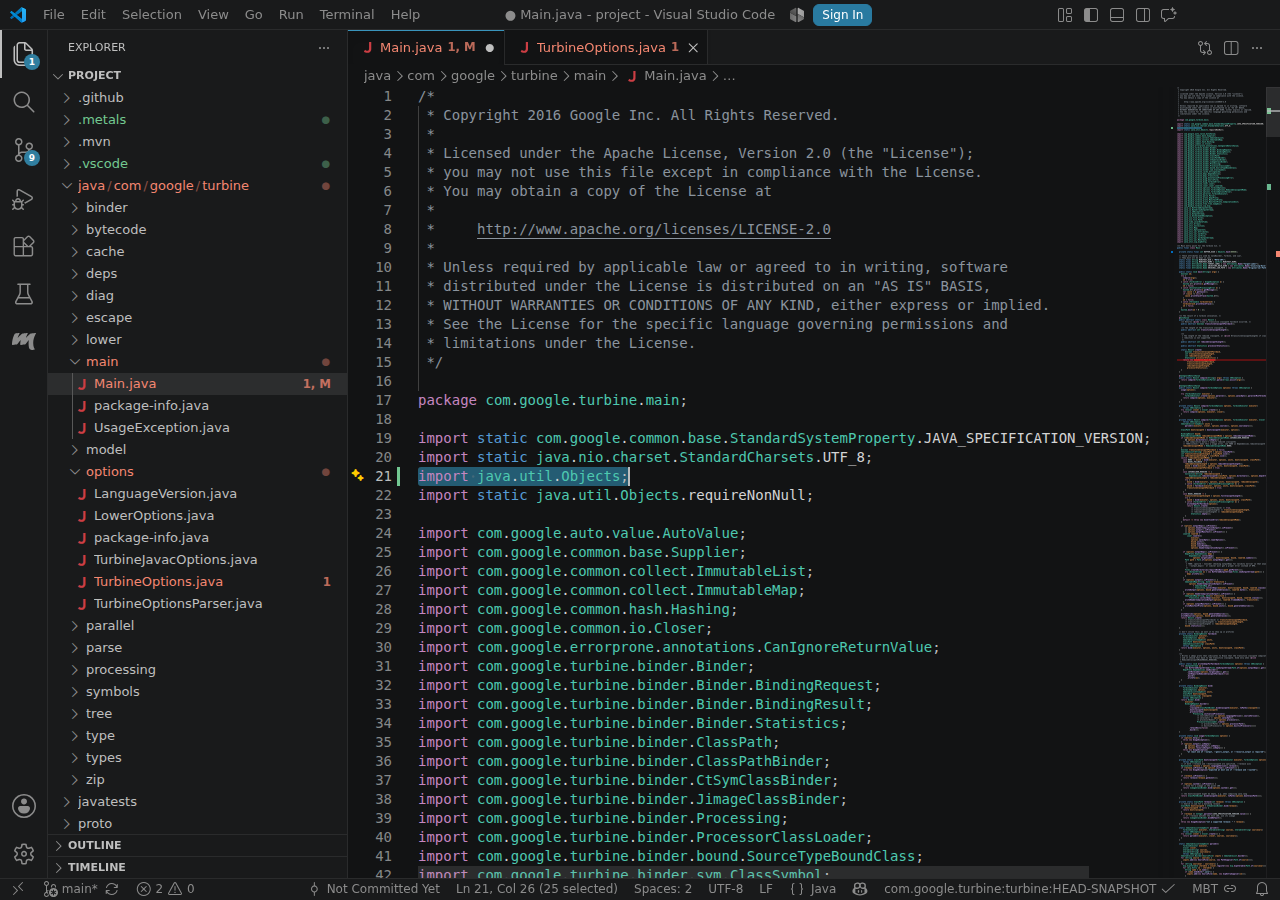 File Edit Selection View Go Run Terminal Help
● Main.java - project - Visual Studio Code
Sign In
EXPLORER
PROJECT
.github
.metals
.mvn
.vscode
java/com/google/turbine
binder
bytecode
cache
deps
diag
escape
lower
main
Main.java 1, M
package-info.java
UsageException.java
model
options
LanguageVersion.java
LowerOptions.java
package-info.java
TurbineJavacOptions.java
TurbineOptions.java 1
TurbineOptionsParser.java
parallel
parse
processing
symbols
tree
type
types
zip
javatests
proto
OUTLINE
TIMELINE
1
9
Main.java 1, M ●
TurbineOptions.java 1
java > com > google > turbine > main > Main.java > ...
1 /*
2 * Copyright 2016 Google Inc. All Rights Reserved.
3 *
4 * Licensed under the Apache License, Version 2.0 (the "License");
5 * you may not use this file except in compliance with the License.
6 * You may obtain a copy of the License at
7 *
8 * http://www.apache.org/licenses/LICENSE-2.0
9 *
10 * Unless required by applicable law or agreed to in writing, software
11 * distributed under the License is distributed on an "AS IS" BASIS,
12 * WITHOUT WARRANTIES OR CONDITIONS OF ANY KIND, either express or implied.
13 * See the License for the specific language governing permissions and
14 * limitations under the License.
15 */
16
17 package com.google.turbine.main;
18
19 import static com.google.common.base.StandardSystemProperty.JAVA_SPECIFICATION_VERSION;
20 import static java.nio.charset.StandardCharsets.UTF_8;
21 import java.util.Objects;
22 import static java.util.Objects.requireNonNull;
23
24 import com.google.auto.value.AutoValue;
25 import com.google.common.base.Supplier;
26 import com.google.common.collect.ImmutableList;
27 import com.google.common.collect.ImmutableMap;
28 import com.google.common.hash.Hashing;
29 import com.google.common.io.Closer;
30 import com.google.errorprone.annotations.CanIgnoreReturnValue;
31 import com.google.turbine.binder.Binder;
32 import com.google.turbine.binder.Binder.BindingRequest;
33 import com.google.turbine.binder.Binder.BindingResult;
34 import com.google.turbine.binder.Binder.Statistics;
35 import com.google.turbine.binder.ClassPath;
36 import com.google.turbine.binder.ClassPathBinder;
37 import com.google.turbine.binder.CtSymClassBinder;
38 import com.google.turbine.binder.JimageClassBinder;
39 import com.google.turbine.binder.Processing;
40 import com.google.turbine.binder.ProcessorClassLoader;
41 import com.google.turbine.binder.bound.SourceTypeBoundClass;
42 import com.google.turbine.binder.sym.ClassSymbol;
main* 2 0 Not Committed Yet Ln 21, Col 26 (25 selected) Spaces: 2 UTF-8 LF { } Java com.google.turbine:turbine:HEAD-SNAPSHOT MBT